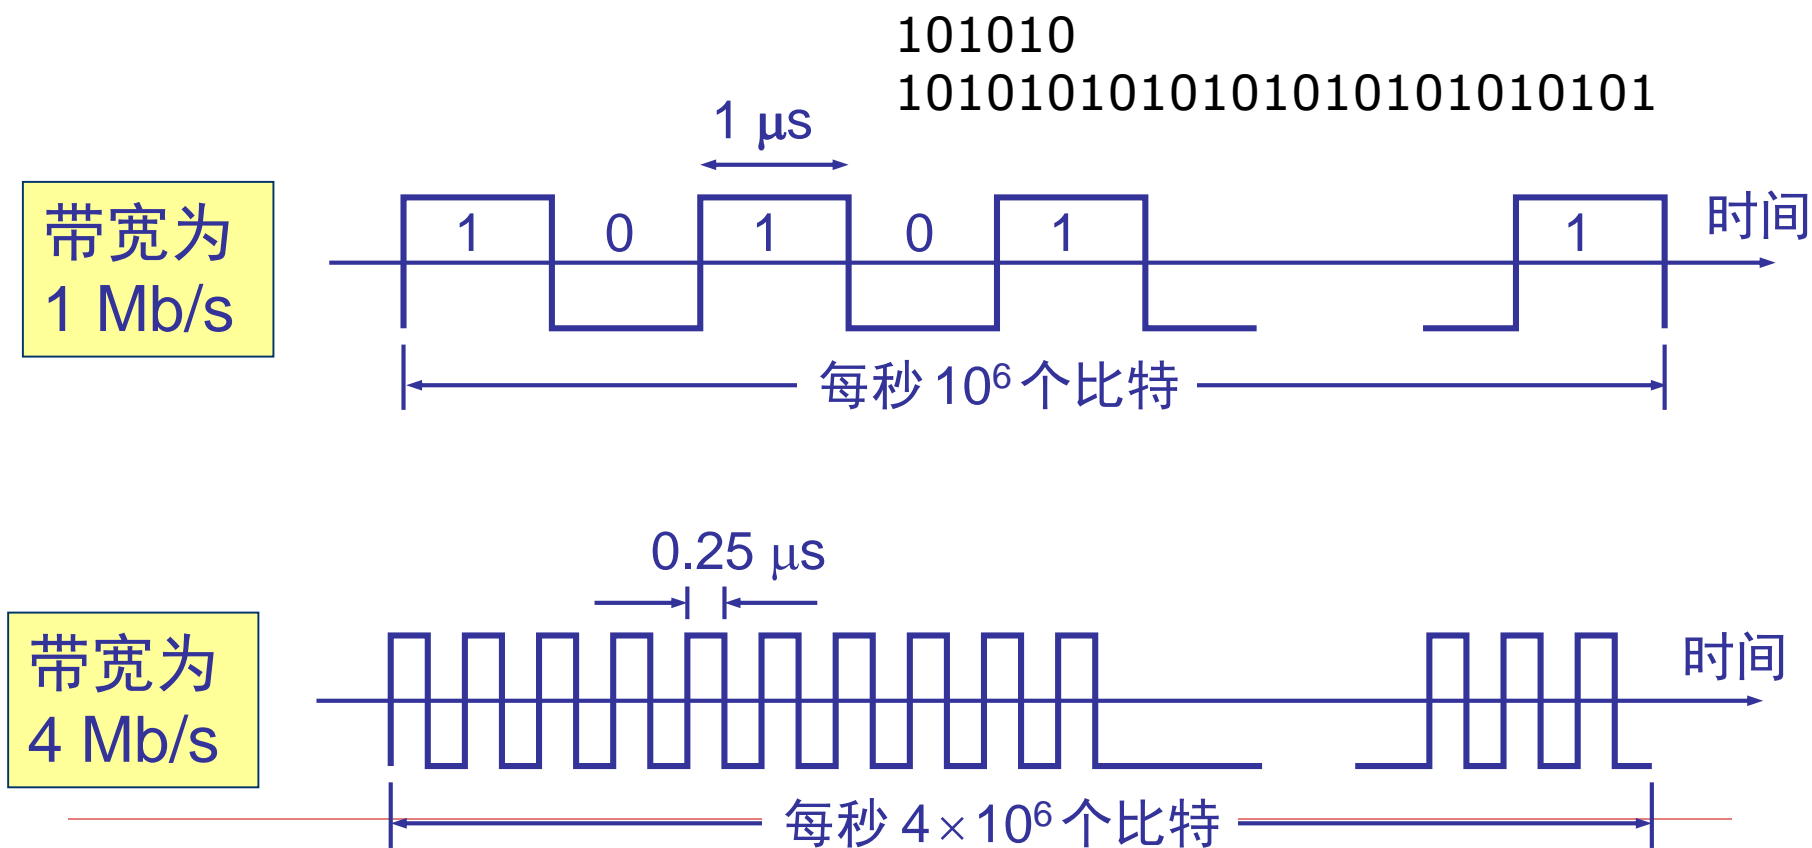 101010
1010101010101010101010101
1 μs
带宽为
1 Mb/s
1 0 1 0 1 1
时间
每秒 10⁶ 个比特
0.25 μs
带宽为
4 Mb/s
时间
每秒 4×10⁶ 个比特